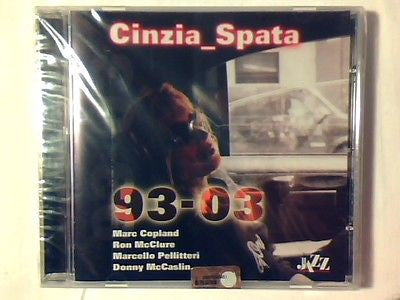 Cinzia_Spata
93-03
Marc Copland
Ron McClure
Marcello Pellitteri
Donny McCaslin
JAZZ